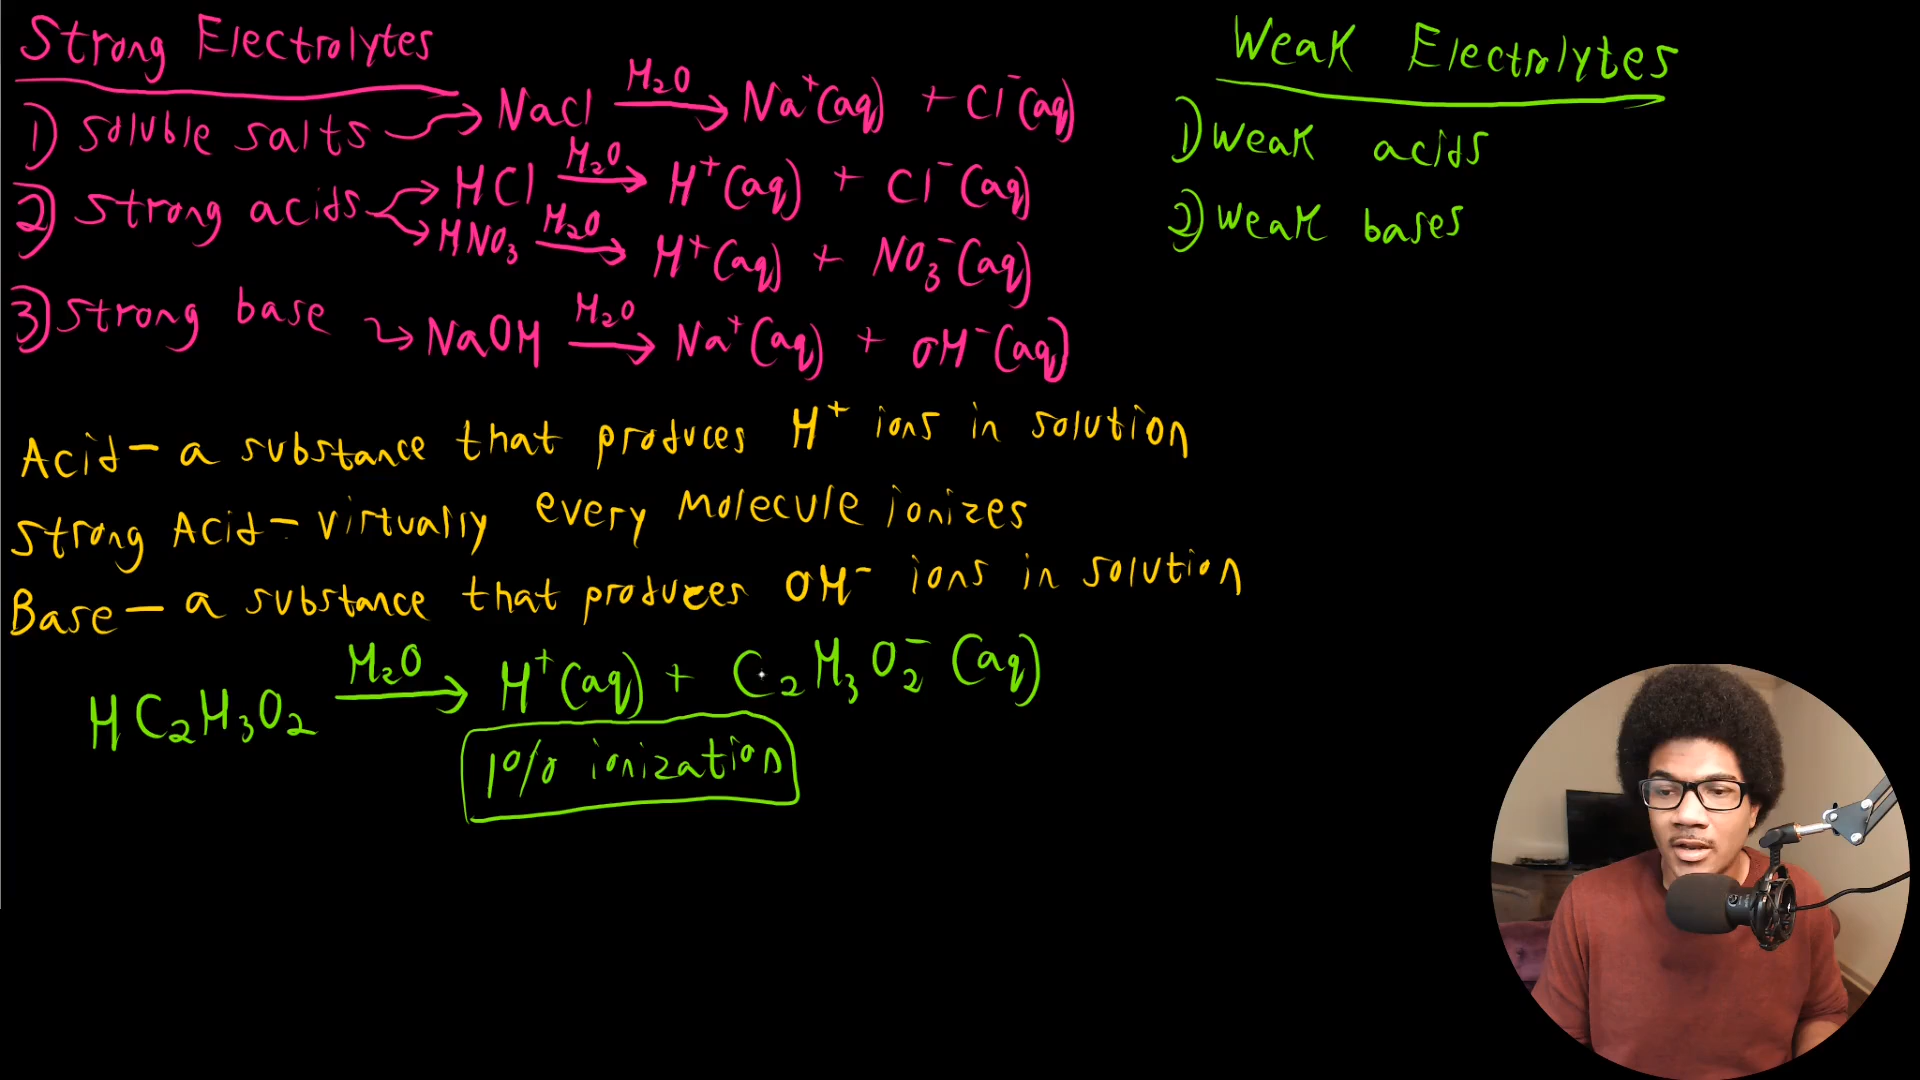 Strong Electrolytes
1) soluble salts → NaCl —H₂O→ Na⁺(aq) + Cl⁻(aq)
2) strong acids → HCl —H₂O→ H⁺(aq) + Cl⁻(aq)
→ HNO₃ —H₂O→ H⁺(aq) + NO₃⁻(aq)
3) strong base → NaOH —H₂O→ Na⁺(aq) + OH⁻(aq)
Weak Electrolytes
1) weak acids
2) weak bases
Acid – a substance that produces H⁺ ions in solution
Strong Acid – virtually every molecule ionizes
Base – a substance that produces OH⁻ ions in solution
HC₂H₃O₂ —H₂O→ H⁺(aq) + C₂H₃O₂⁻(aq)
1% ionization